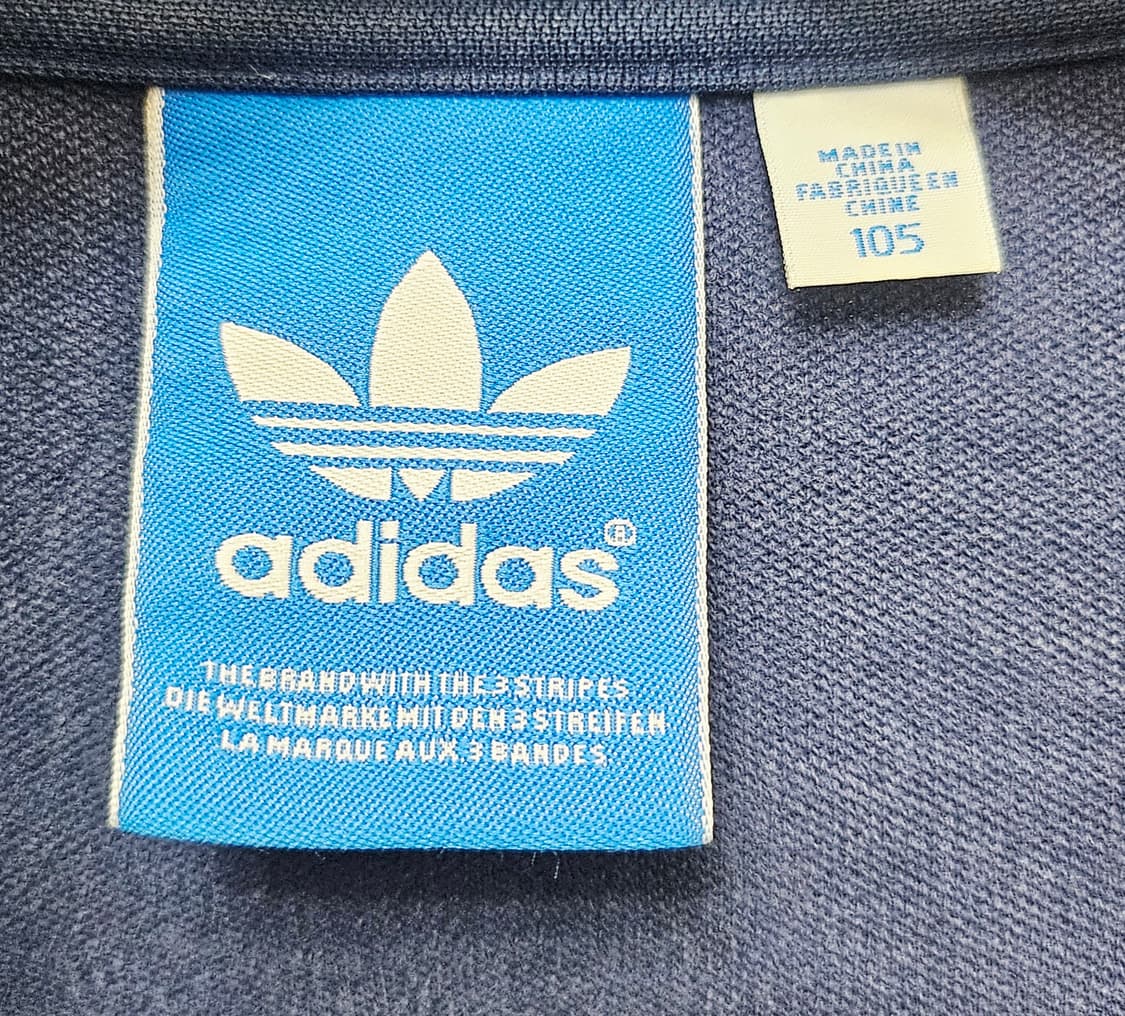 adidas®
THE BRAND WITH THE 3 STRIPES
DIE WELTMARKE MIT DEN 3 STREIFEN
LA MARQUE AUX 3 BANDES
MADE IN
CHINA
FABRIQUE EN
CHINE
105